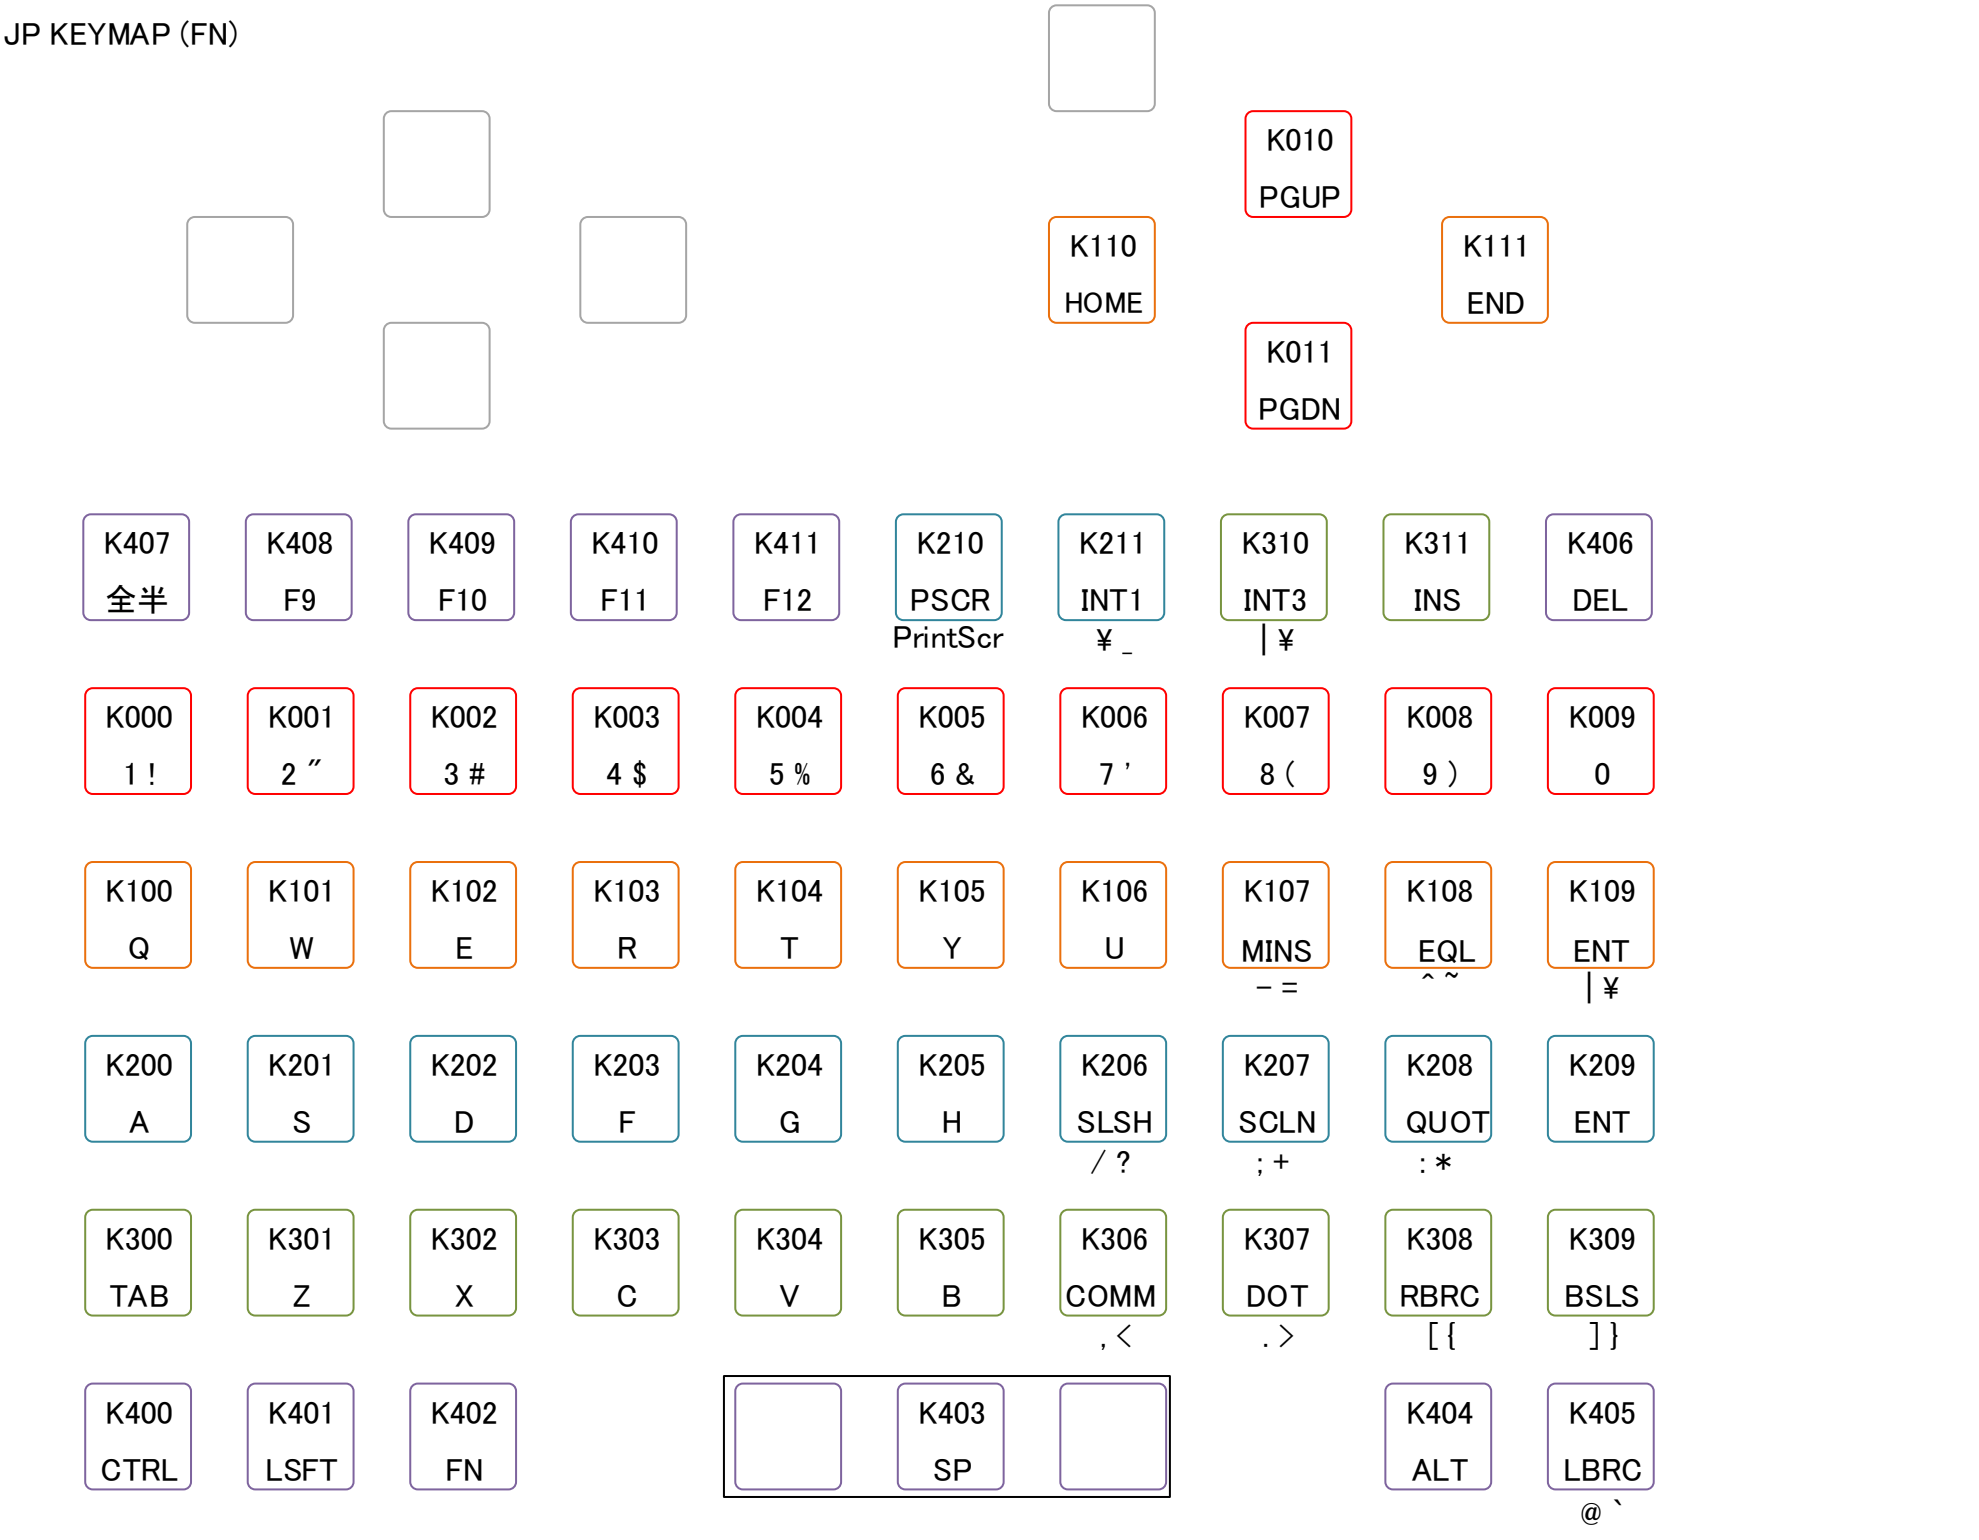 JP KEYMAP (FN)
K010
PGUP
K110 K111
HOME END
K011
PGDN
K407 K408 K409 K410 K411 K210 K211 K310 K311 K406
全半 F9 F10 F11 F12 PSCR INT1 INT3 INS DEL
PrintScr ¥ _ | ¥
K000 K001 K002 K003 K004 K005 K006 K007 K008 K009
1 ! 2 ″ 3 # 4 $ 5 % 6 & 7 ’ 8 ( 9 ) 0
K100 K101 K102 K103 K104 K105 K106 K107 K108 K109
Q W E R T Y U MINS EQL ENT
- = ^ ~ | ¥
K200 K201 K202 K203 K204 K205 K206 K207 K208 K209
A S D F G H SLSH SCLN QUOT ENT
/ ? ; + : *
K300 K301 K302 K303 K304 K305 K306 K307 K308 K309
TAB Z X C V B COMM DOT RBRC BSLS
, < . > [ { ] }
K400 K401 K402 K403 K404 K405
CTRL LSFT FN SP ALT LBRC
@ `